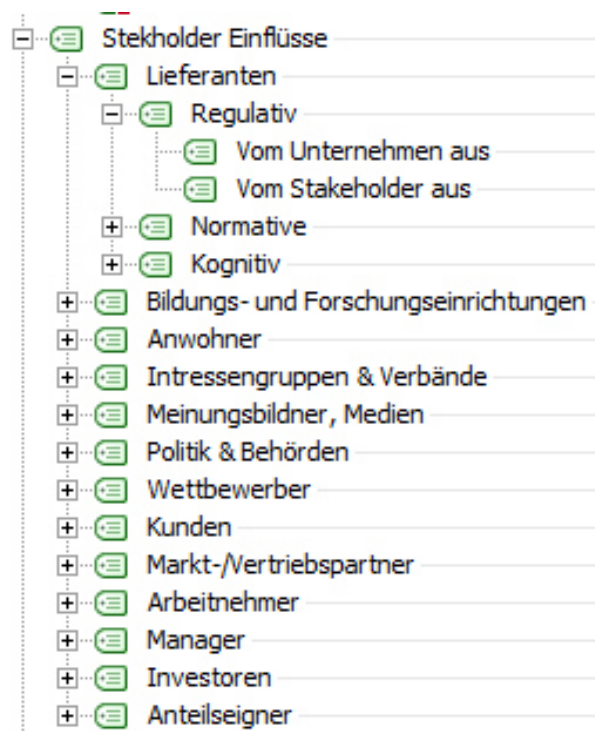 Stekholder Einflüsse
Lieferanten
Regulativ
Vom Unternehmen aus
Vom Stakeholder aus
Normative
Kognitiv
Bildungs- und Forschungseinrichtungen
Anwohner
Intressengruppen & Verbände
Meinungsbildner, Medien
Politik & Behörden
Wettbewerber
Kunden
Markt-/Vertriebspartner
Arbeitnehmer
Manager
Investoren
Anteilseigner